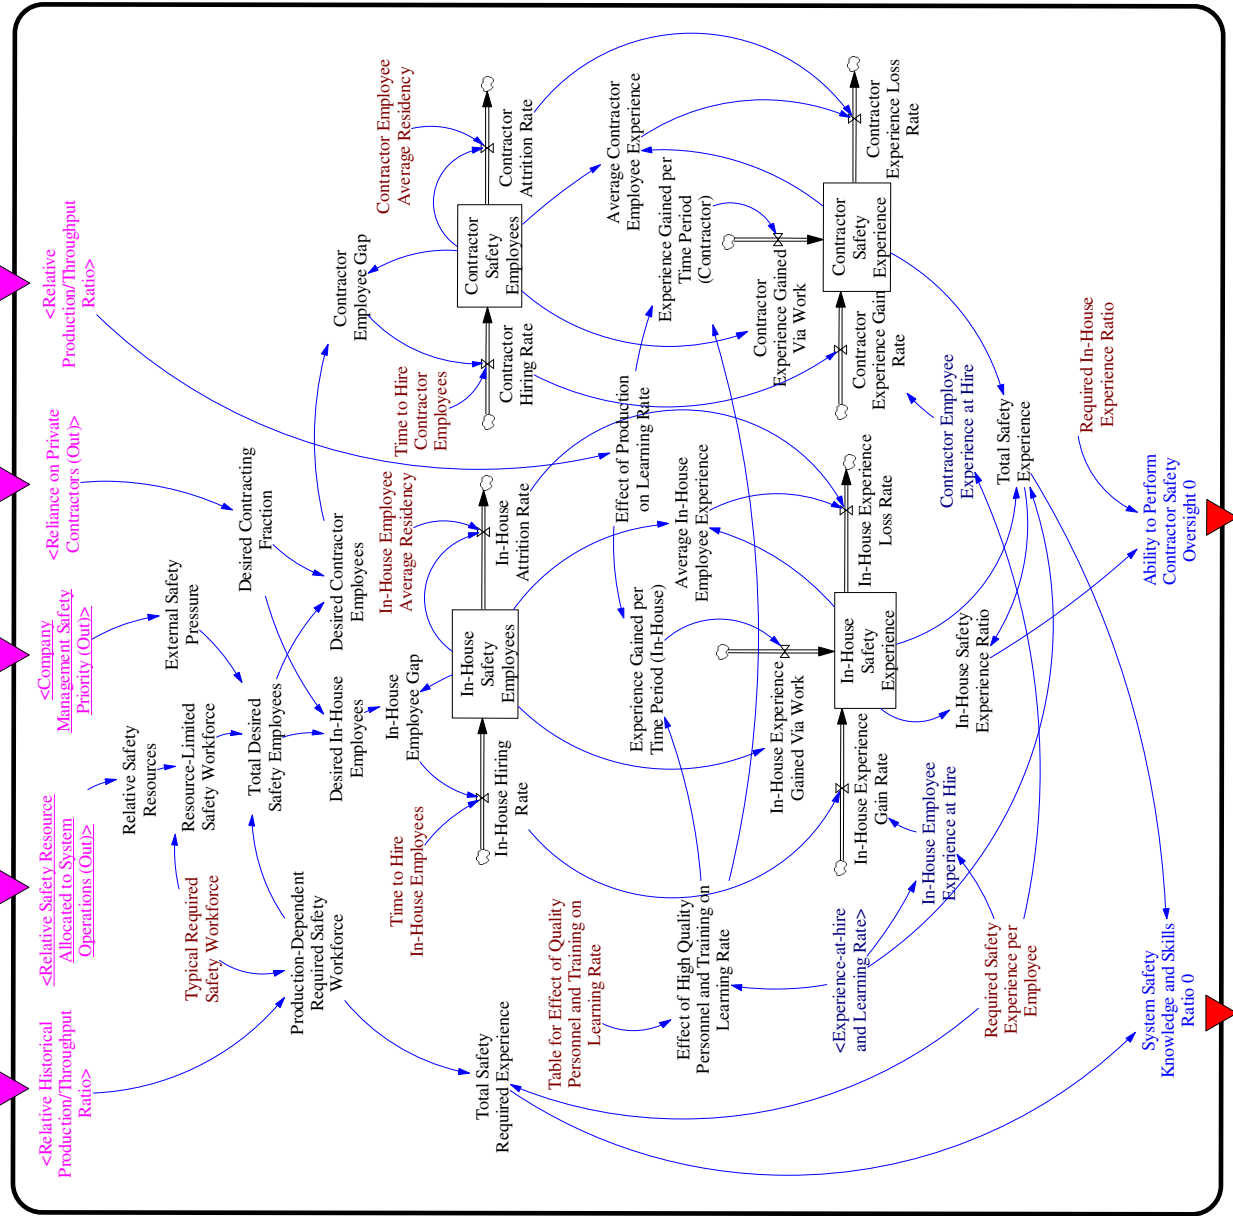 <Relative Historical
Production/Throughput
Ratio>
<Relative Safety Resource
Allocated to System
Operations (Out)>
<Company
Management Safety
Priority (Out)>
<Reliance on Private
Contractors (Out)>
<Relative
Production/Throughput
Ratio>
Relative Safety
Resources
External Safety
Pressure
Typical Required
Safety Workforce
Resource-Limited
Safety Workforce
Desired Contracting
Fraction
Total Desired
Safety Employees
Production-Dependent
Required Safety
Workforce
Desired In-House
Employees
Desired Contractor
Employees
Contractor
Employee Gap
Contractor Employee
Average Residency
In-House
Employee Gap
In-House Employee
Average Residency
Time to Hire
In-House Employees
Time to Hire
Contractor
Employees
In-House
Safety
Employees
Contractor
Safety
Employees
In-House Hiring
Rate
In-House
Attrition Rate
Contractor
Hiring Rate
Contractor
Attrition Rate
Total Safety
Required Experience
Table for Effect of Quality
Personnel and Training on
Learning Rate
Effect of Production
on Learning Rate
Average Contractor
Employee Experience
Experience Gained per
Time Period (In-House)
Experience Gained per
Time Period
(Contractor)
Average In-House
Employee Experience
Effect of High Quality
Personnel and Training on
Learning Rate
In-House Experience
Gained Via Work
Contractor
Experience Gained
Via Work
In-House
Safety
Experience
Contractor
Safety
Experience
In-House Experience
Gain Rate
In-House Experience
Loss Rate
Contractor
Experience Gain
Rate
Contractor
Experience Loss
Rate
<Experience-at-hire
and Learning Rate>
In-House Employee
Experience at Hire
Contractor Employee
Experience at Hire
In-House Safety
Experience Ratio
Total Safety
Experience
Required Safety
Experience per
Employee
Required In-House
Experience Ratio
System Safety
Knowledge and Skills
Ratio 0
Ability to Perform
Contractor Safety
Oversight 0